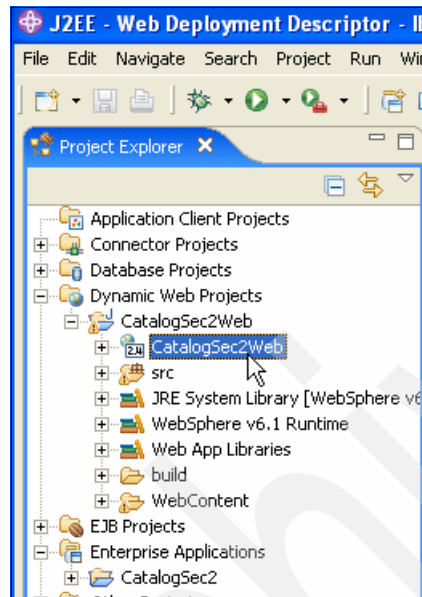 J2EE - Web Deployment Descriptor - I
File Edit Navigate Search Project Run
Project Explorer
Application Client Projects
Connector Projects
Database Projects
Dynamic Web Projects
CatalogSec2Web
2.4 CatalogSec2Web
src
JRE System Library [WebSphere v6
WebSphere v6.1 Runtime
Web App Libraries
build
WebContent
EJB Projects
Enterprise Applications
CatalogSec2